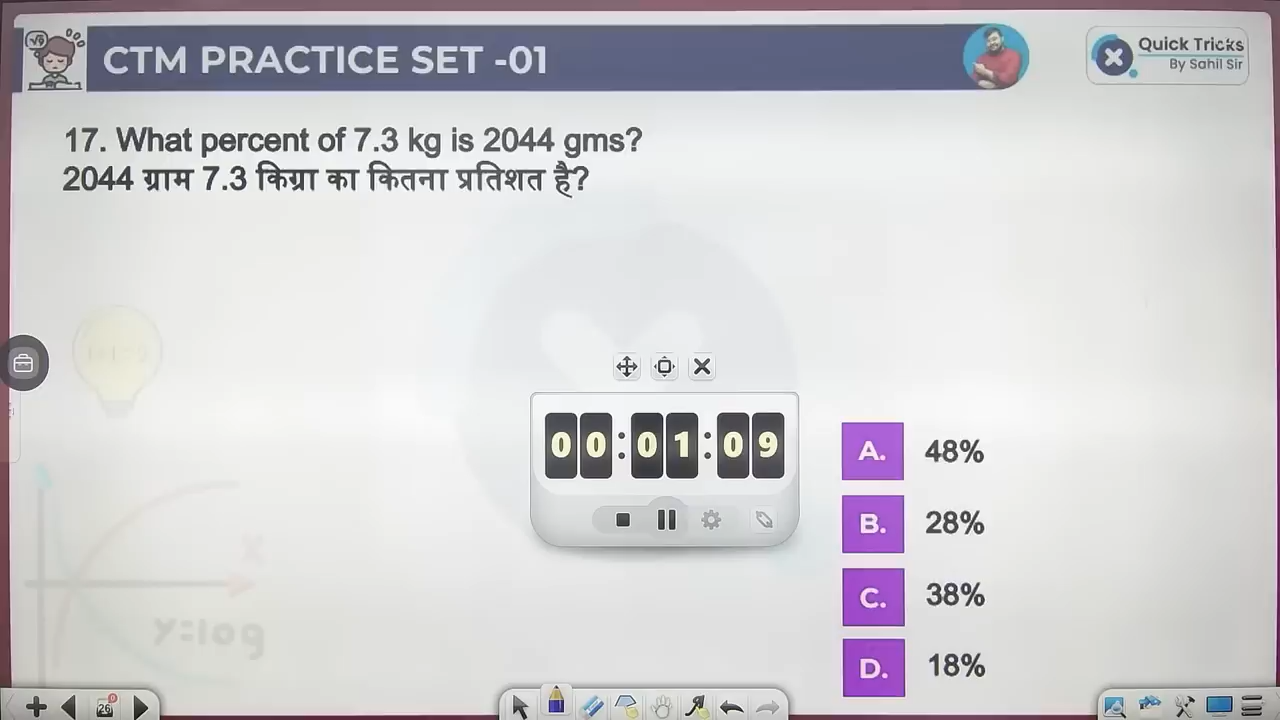 CTM PRACTICE SET -01
Quick Tricks
By Sahil Sir
17. What percent of 7.3 kg is 2044 gms?
2044 ग्राम 7.3 किग्रा का कितना प्रतिशत है?
00:01:09
A. 48%
B. 28%
C. 38%
D. 18%
y=log
26